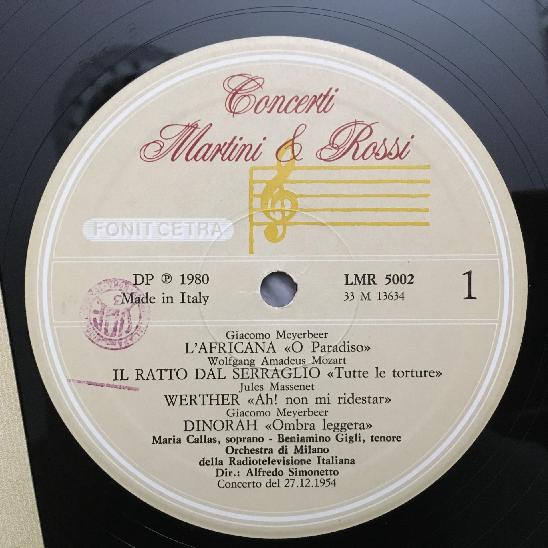 Concerti
Martini & Rossi
FONIT CETRA
DP ℗ 1980
Made in Italy
LMR 5002
33 M 13634
1
Giacomo Meyerbeer
L'AFRICANA «O Paradiso»
Wolfgang Amadeus Mozart
IL RATTO DAL SERRAGLIO «Tutte le torture»
Jules Massenet
WERTHER «Ah! non mi ridestar»
Giacomo Meyerbeer
DINORAH «Ombra leggera»
Maria Callas, soprano - Beniamino Gigli, tenore
Orchestra di Milano
della Radiotelevisione Italiana
Dir.: Alfredo Simonetto
Concerto del 27.12.1954